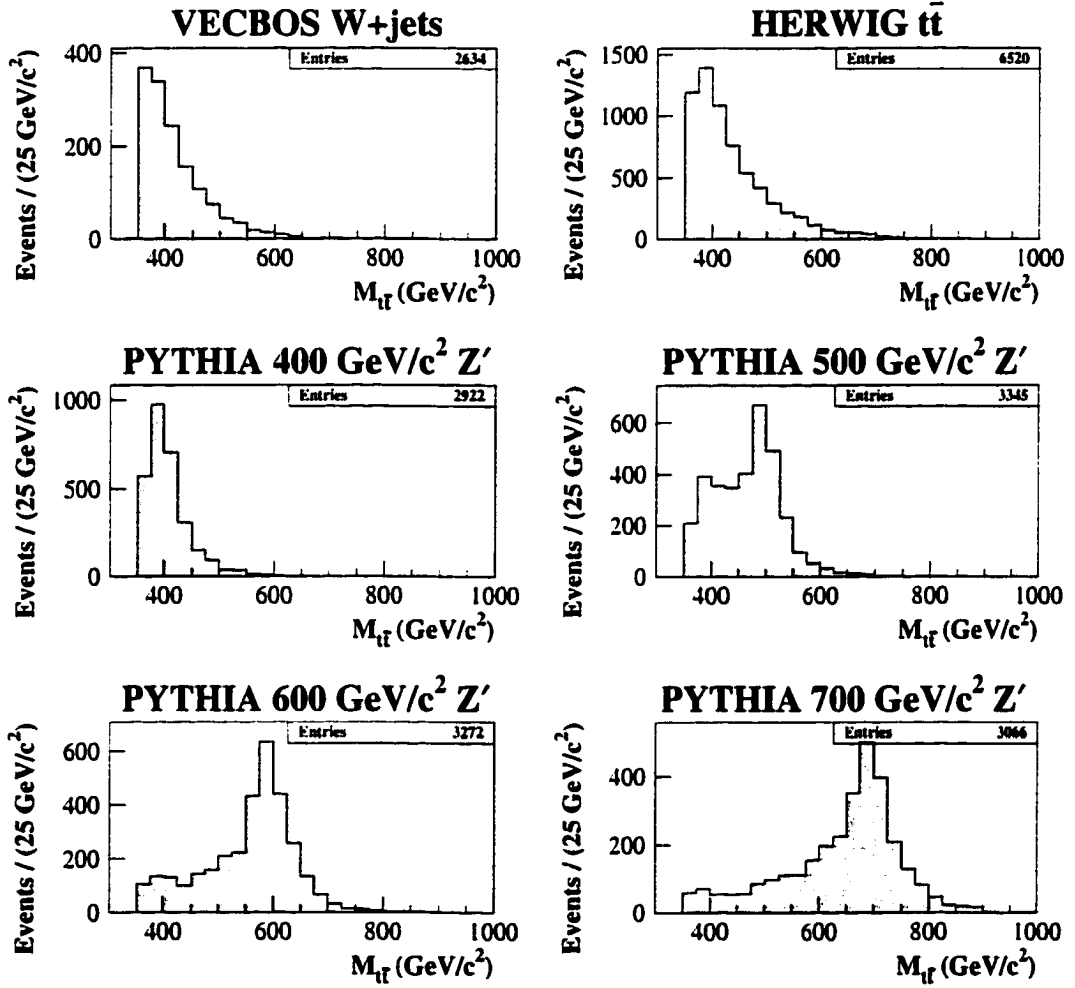 VECBOS W+jets
Entries 2634
Events / (25 GeV/c²)
400
200
0
400 600 800 1000
M_tt̄ (GeV/c²)
HERWIG tt̄
Entries 6520
Events / (25 GeV/c²)
1500
1000
500
0
400 600 800 1000
M_tt̄ (GeV/c²)
PYTHIA 400 GeV/c² Z′
Entries 2922
Events / (25 GeV/c²)
1000
500
0
400 600 800 1000
M_tt̄ (GeV/c²)
PYTHIA 500 GeV/c² Z′
Entries 3345
Events / (25 GeV/c²)
600
400
200
0
400 600 800 1000
M_tt̄ (GeV/c²)
PYTHIA 600 GeV/c² Z′
Entries 3272
Events / (25 GeV/c²)
600
400
200
0
400 600 800 1000
M_tt̄ (GeV/c²)
PYTHIA 700 GeV/c² Z′
Entries 3066
Events / (25 GeV/c²)
400
200
0
400 600 800 1000
M_tt̄ (GeV/c²)